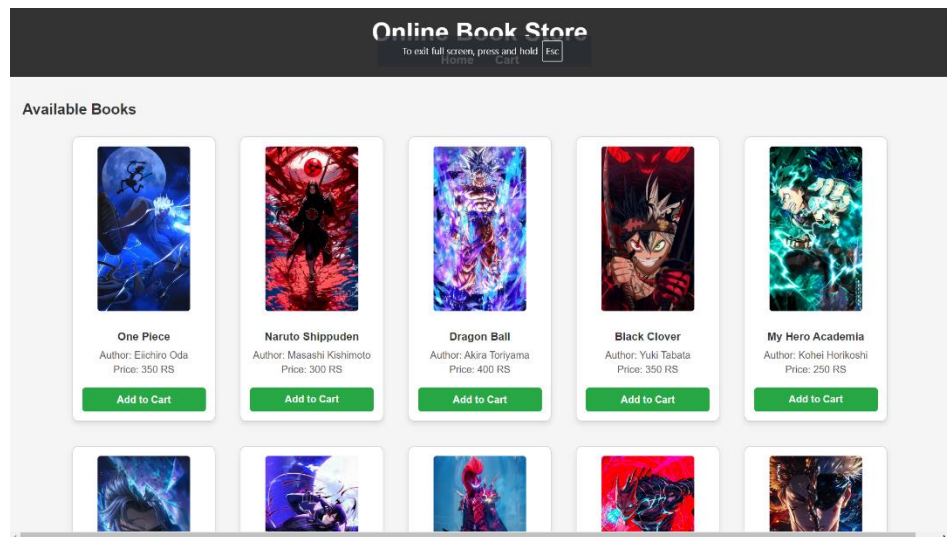 Online Book Store
To exit full screen, press and hold Esc
Home Cart
Available Books
One Piece
Author: Eiichiro Oda
Price: 350 RS
Add to Cart
Naruto Shippuden
Author: Masashi Kishimoto
Price: 300 RS
Add to Cart
Dragon Ball
Author: Akira Toriyama
Price: 400 RS
Add to Cart
Black Clover
Author: Yuki Tabata
Price: 350 RS
Add to Cart
My Hero Academia
Author: Kohei Horikoshi
Price: 250 RS
Add to Cart